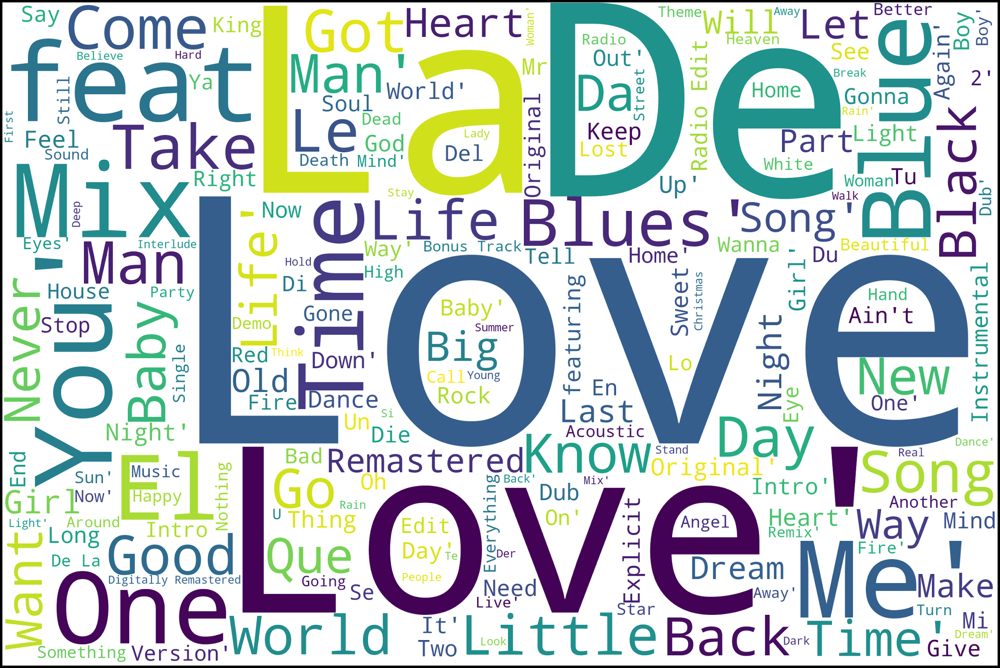 Say
Come
King
Got
Heart
Woman'
Theme
Will
Away
Let
Better
Boy
Boy'
Believe
Hard
feat
La
De
Radio
Out'
Heaven
See
Blue
Again'
Still
Ya
Man'
World'
Mr
Da
Street'
Radio Edit
Home
Break
Gonna
2'
First
Feel
Sound
Take
Soul
Le
Dead
God
Lady
Del
Death
Mind'
Original
Keep
Lost
Part
Rain'
Light
White
Black
Mix
Right
Deep
Stay
Up'
Woman
Tu
Walk
Dub'
Now
Time
Life
Blues'
Song'
Eyes'
Interlude
Man
Life'
Way'
Bonus Track
Tell
Home'
Wanna
Du
Beautiful
Never
You'
House
Party
Hold
Di
High
Love
featuring
Sweet
Christmas
Girl'
Hand
Ain't
Instrumental
Stop
Baby
Single
Demo
Gone
Baby'
Summer
Big
Red
Think
Down'
Call
Young
Rock
Lo
Night
New
One'
Old
Fire
Dance
En
Last
Eye
Night'
Un
Si
Die
Acoustic
Know
Day
Dance'
End
El
Music
Sun'
Now'
Happy
Nothing
Bad
Remastered
Stand
Original'
Real
Song
Go
Oh
Love'
Everything
Back'
Dub
Mix'
Intro'
Another
Girl
Light'
Around
Intro
U
Thing
Rain
Edit
On'
Explicit
Angel
Heart'
Remix'
Way
Mind
Want
Long
De La
Good
Que
Day'
Te
Der
Dream
Fire'
Me'
Digitally Remastered
One
Going
Se
People
Need
Live'
Star
Away'
Make
Turn
World
It'
Two
Look
Little
Back
Dark
Time'
Mi
Dream'
Give
Something
Version'